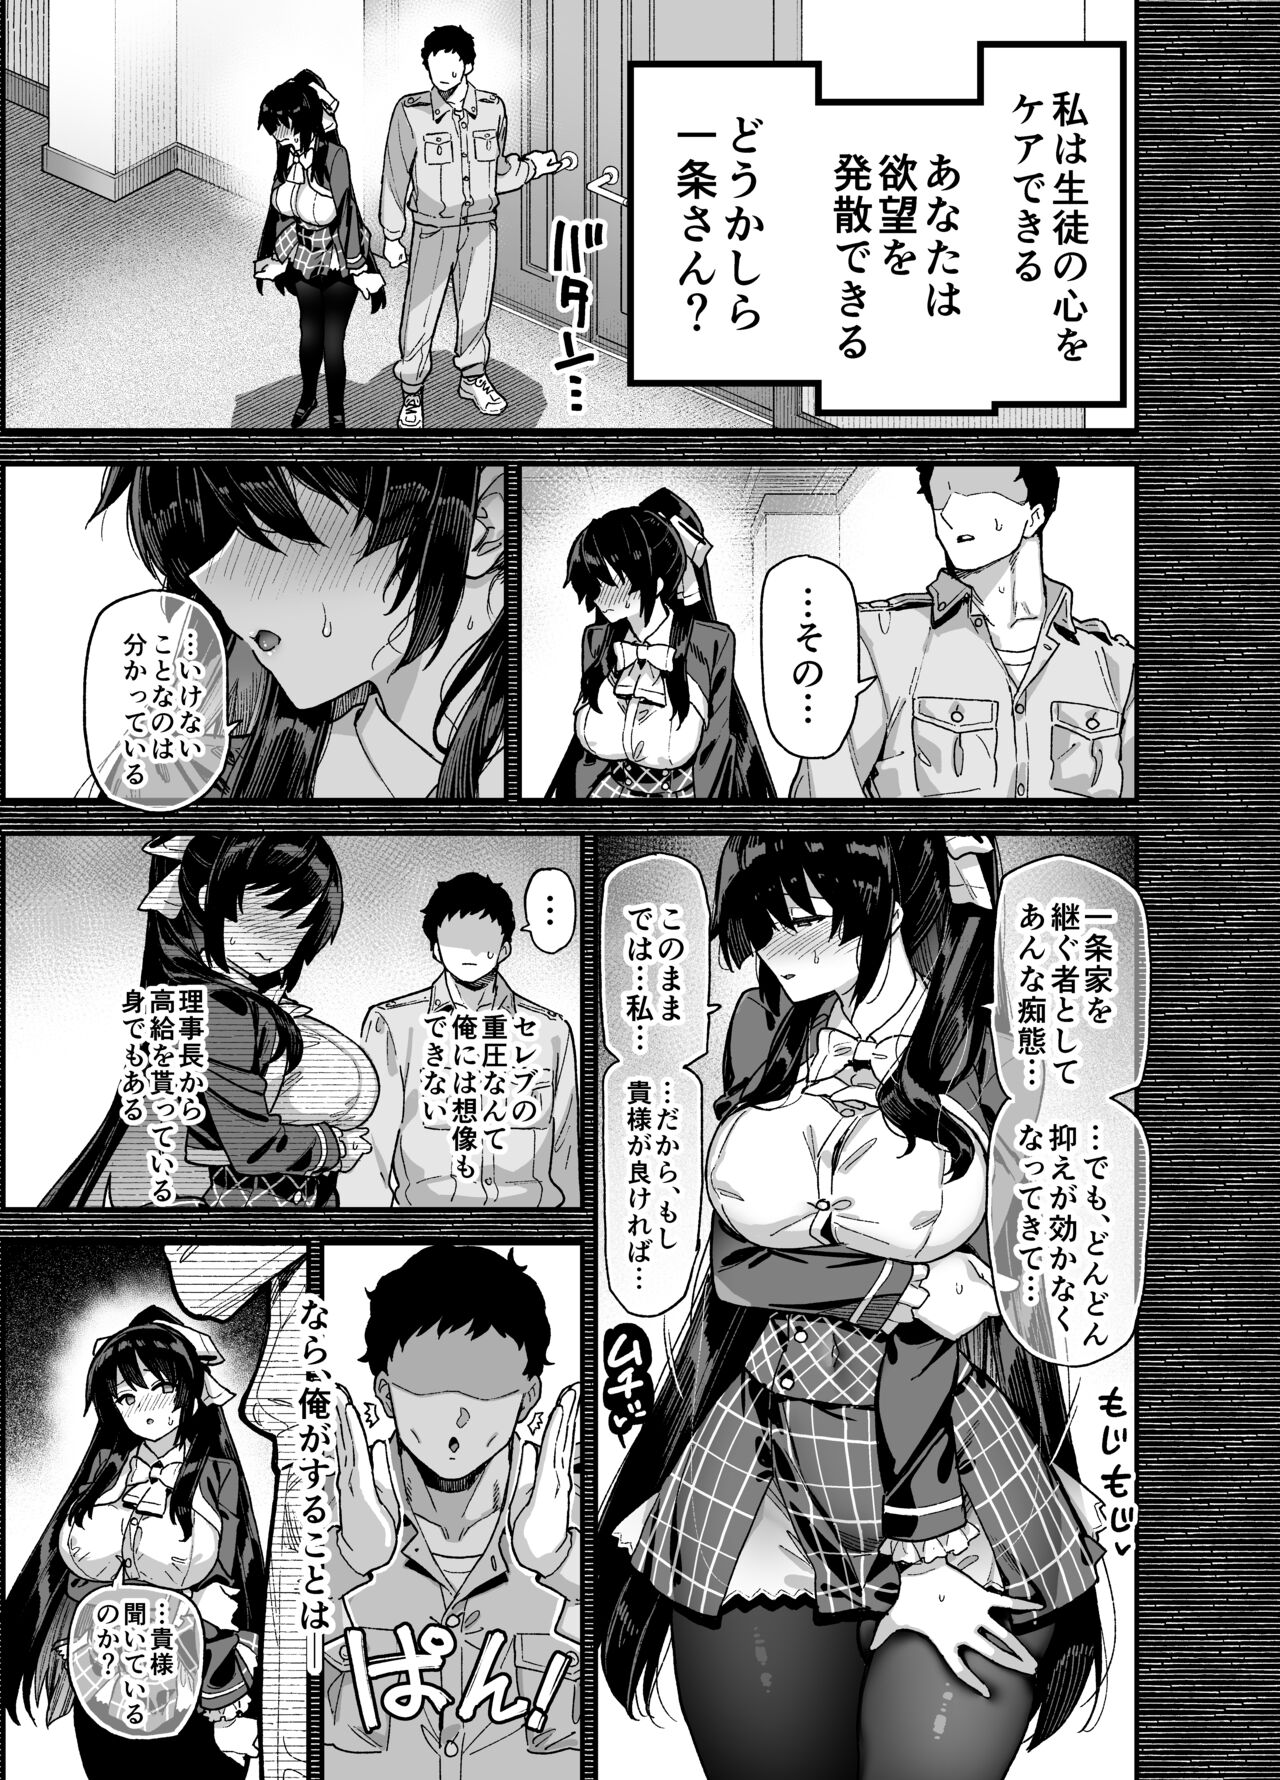 私は生徒の心を
ケアできる
あなたは
欲望を
発散できる
どうかしら
一条さん？
バターン…
…その…
…いけない
ことなのは
分かっている
一条家を
継ぐ者として
あんな痴態…
…でも、どんどん
抑えが効かなく
なってきて…
このまま
では……私…
…だから、もし
貴様が良ければ…
もじもじ
ムチ
…
セレブの
重圧なんて
俺には想像も
できない
理事長から
高給を貰っている
身でもある
なら、俺がすることは―
ぱん！
…貴様
聞いている
のか？